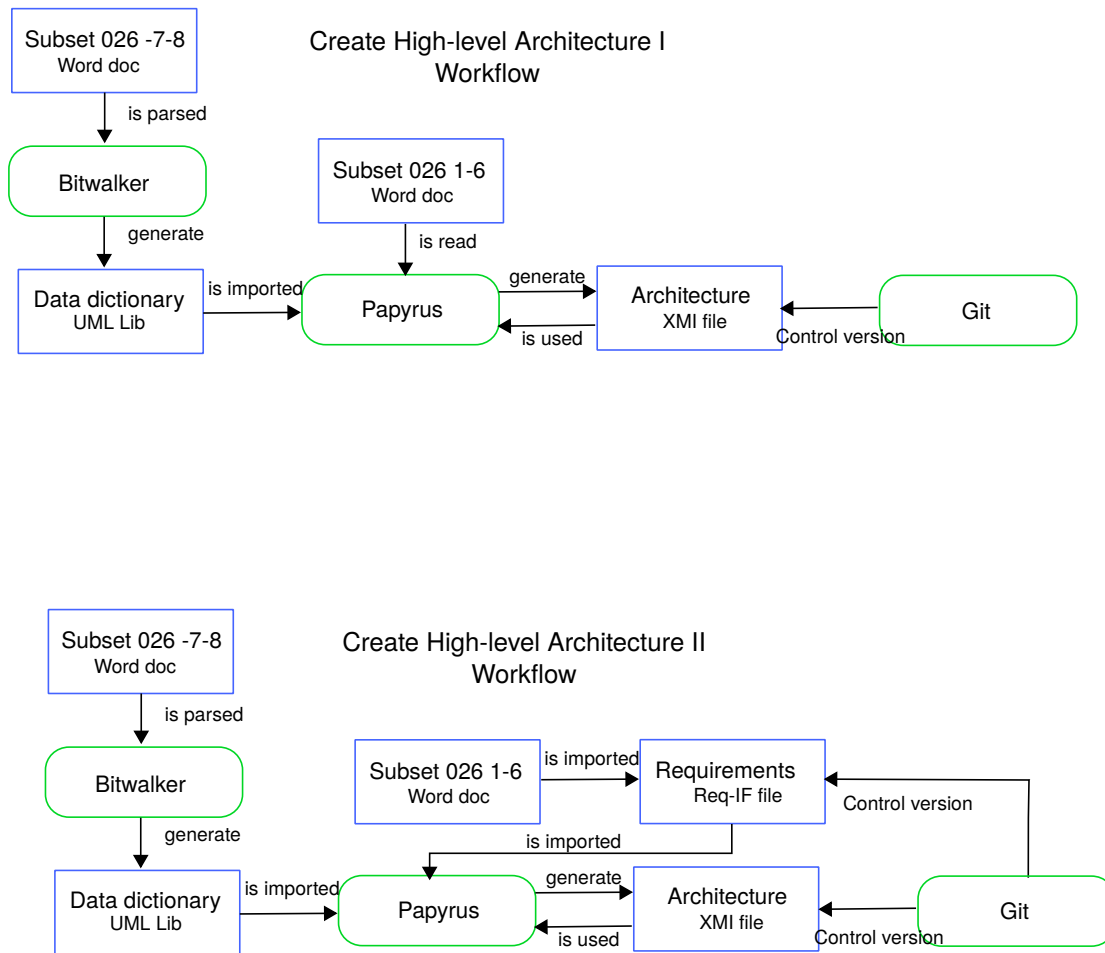 Subset 026 -7-8
Word doc
Create High-level Architecture I
Workflow
is parsed
Bitwalker
Subset 026 1-6
Word doc
generate
is read
Data dictionary
UML Lib
is imported
Papyrus
generate
is used
Architecture
XMI file
Control version
Git
Subset 026 -7-8
Word doc
Create High-level Architecture II
Workflow
is parsed
Bitwalker
Subset 026 1-6
Word doc
is imported
Requirements
Req-IF file
Control version
generate
is imported
Data dictionary
UML Lib
is imported
Papyrus
generate
is used
Architecture
XMI file
Control version
Git